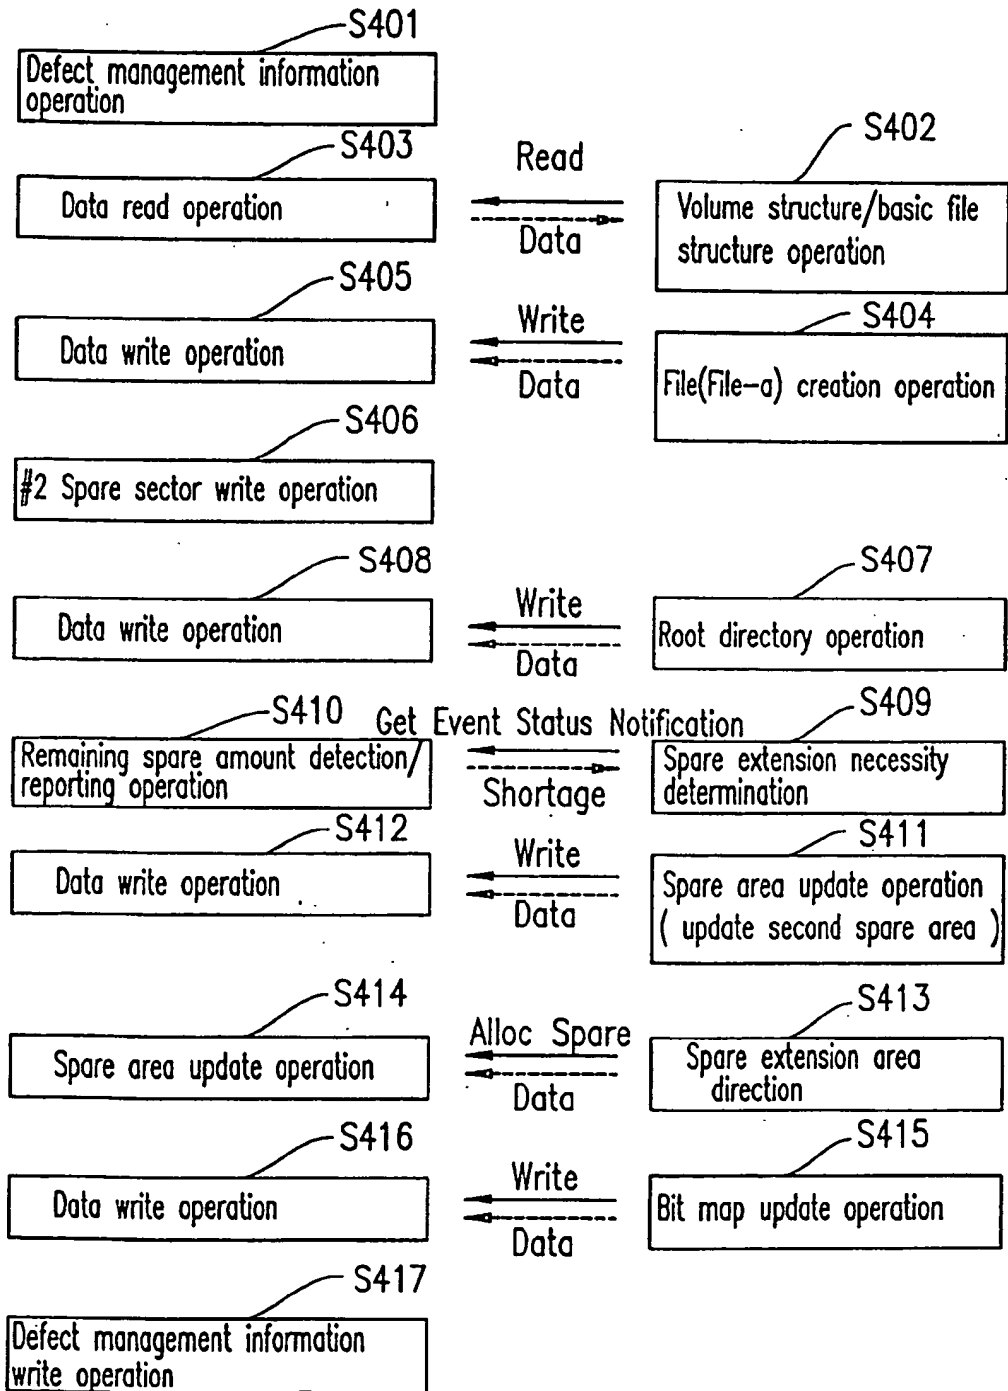 S401
Defect management information
operation
S403
Data read operation
Read
Data
S402
Volume structure/basic file
structure operation
S405
Data write operation
Write
Data
S404
File(File-a) creation operation
S406
#2 Spare sector write operation
S408
Data write operation
Write
Data
S407
Root directory operation
S410
Remaining spare amount detection/
reporting operation
Get Event Status Notification
Shortage
S409
Spare extension necessity
determination
S412
Data write operation
Write
Data
S411
Spare area update operation
( update second spare area )
S414
Spare area update operation
Alloc Spare
Data
S413
Spare extension area
direction
S416
Data write operation
Write
Data
S415
Bit map update operation
S417
Defect management information
write operation